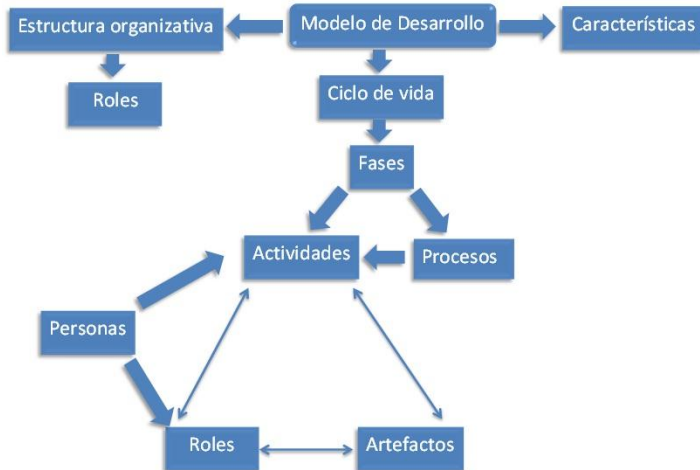 Estructura organizativa
Modelo de Desarrollo
Características
Roles
Ciclo de vida
Fases
Actividades
Procesos
Personas
Roles
Artefactos